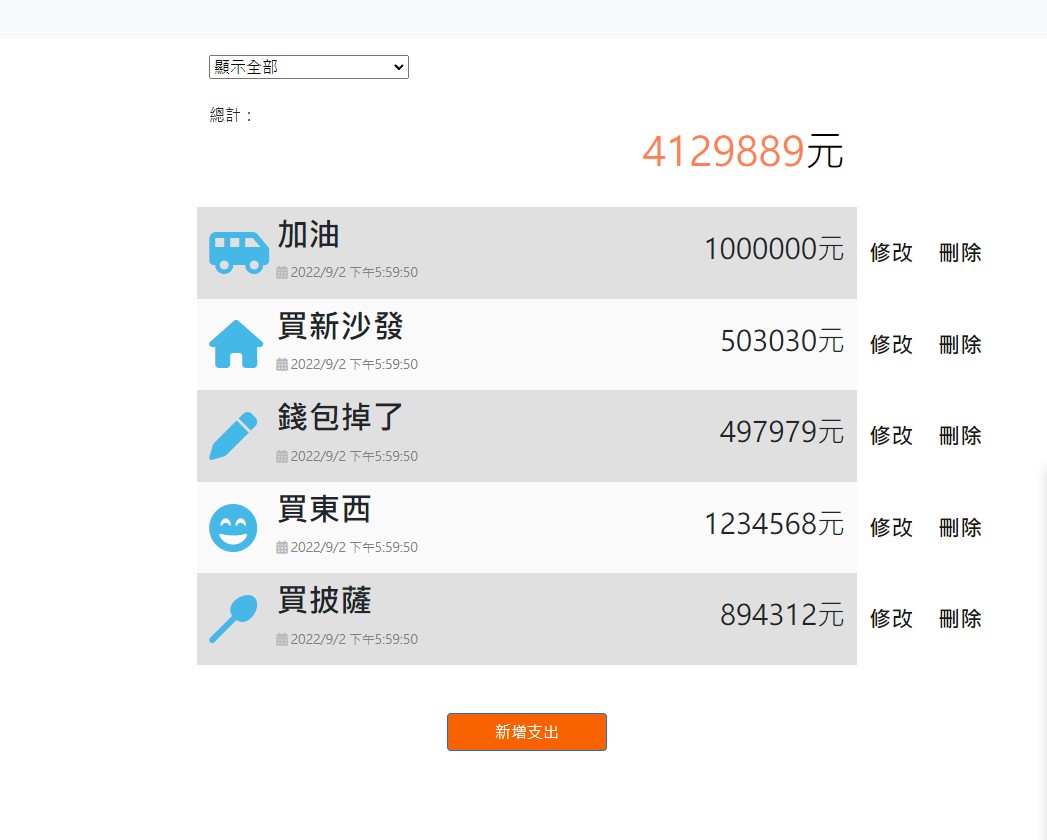 顯示全部
總計：
4129889元
加油
2022/9/2 下午5:59:50
1000000元
修改 刪除
買新沙發
2022/9/2 下午5:59:50
503030元
修改 刪除
錢包掉了
2022/9/2 下午5:59:50
497979元
修改 刪除
買東西
2022/9/2 下午5:59:50
1234568元
修改 刪除
買披薩
2022/9/2 下午5:59:50
894312元
修改 刪除
新增支出